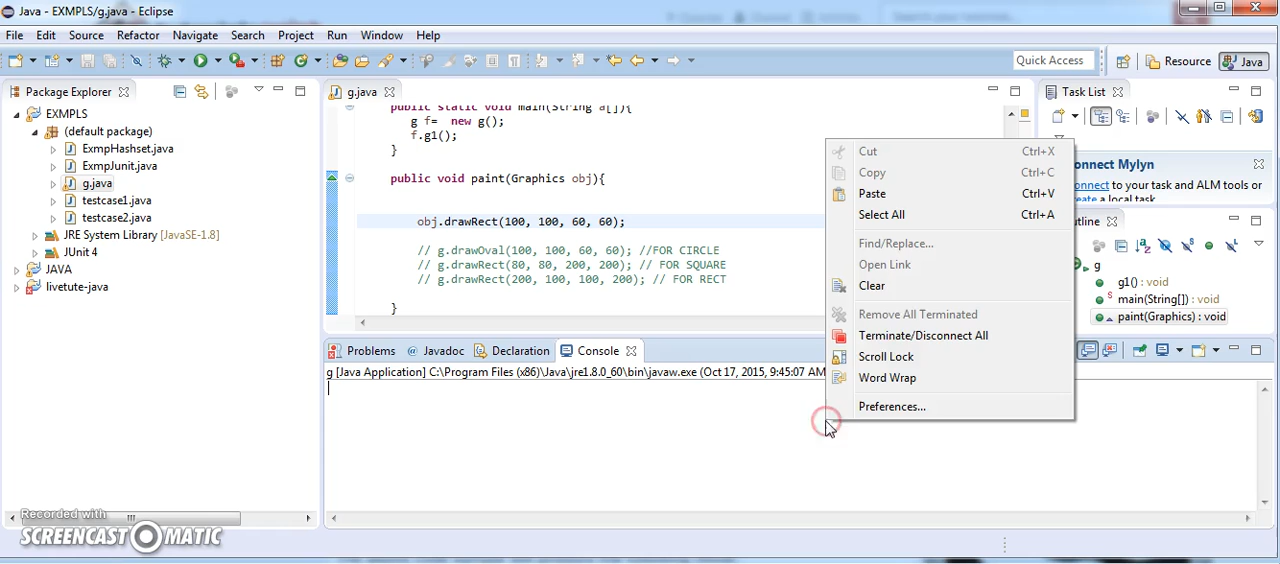 Java - EXMPLS/g.java - Eclipse
File Edit Source Refactor Navigate Search Project Run Window Help
Quick Access
Resource
Java
Package Explorer
g.java
Task List
EXMPLS
(default package)
ExmpHashset.java
ExmpJunit.java
g.java
testcase1.java
testcase2.java
JRE System Library [JavaSE-1.8]
JUnit 4
JAVA
livetute-java
public static void main(String a[]){
g f= new g();
f.g1();
}
public void paint(Graphics obj){
obj.drawRect(100, 100, 60, 60);
// g.drawOval(100, 100, 60, 60); //FOR CIRCLE
// g.drawRect(80, 80, 200, 200); // FOR SQUARE
// g.drawRect(200, 100, 100, 200); // FOR RECT
}
Cut Ctrl+X
Copy Ctrl+C
Paste Ctrl+V
Select All Ctrl+A
Find/Replace...
Open Link
Clear
Remove All Terminated
Terminate/Disconnect All
Scroll Lock
Word Wrap
Preferences...
onnect Mylyn
onnect to your task and ALM tools or
create a local task.
utline
g
g1() : void
main(String[]) : void
paint(Graphics) : void
Problems @ Javadoc Declaration Console
g [Java Application] C:\Program Files (x86)\Java\jre1.8.0_60\bin\javaw.exe (Oct 17, 2015, 9:45:07 AM
Recorded with
SCREENCAST MATIC